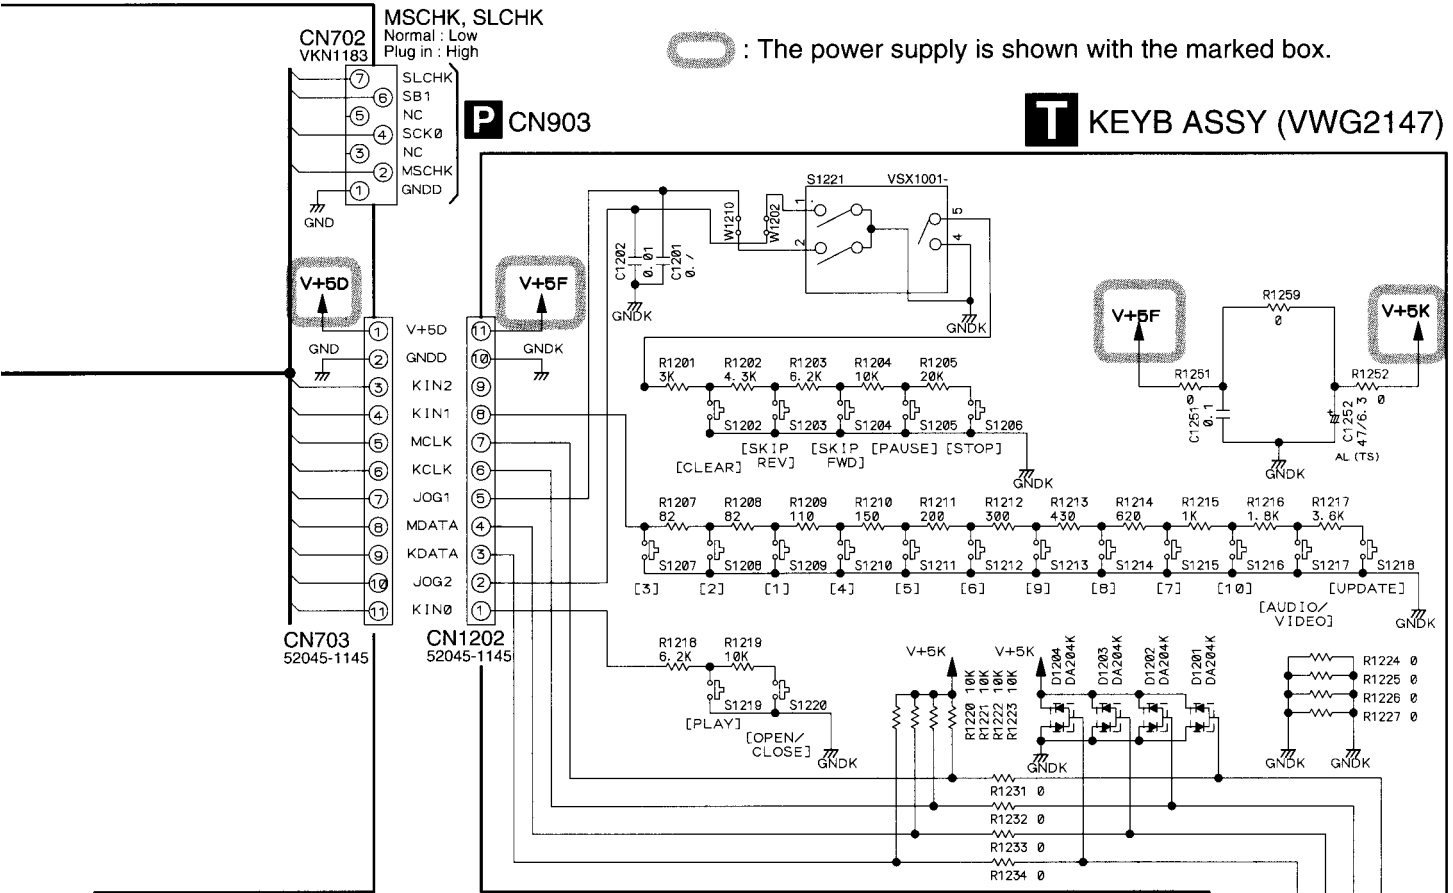 MSCHK, SLCHK
Normal : Low
Plug in : High
CN702
VKN1183
: The power supply is shown with the marked box.
7 SLCHK
6 SB1
5 NC
4 SCK0
3 NC
2 MSCHK
1 GNDD
GND
P CN903
T KEYB ASSY (VWG2147)
S1221 VSX1001-
1
2
5
4
W1210
W1202
C1202
0.01
C1201
GNDK
GNDK
V+5D
V+5F
GND
GNDK
1 V+5D 11
2 GNDD 10
3 KIN2 9
4 KIN1 8
5 MCLK 7
6 KCLK 6
7 JOG1 5
8 MDATA 4
9 KDATA 3
10 JOG2 2
11 KIN0 1
CN703
52045-1145
CN1202
52045-1145
R1259
0
V+5F
V+5K
R1251
0
R1252
0
C1251
0.1
C1252
47/6.3
AL (TS)
GNDK
R1201 R1202 R1203 R1204 R1205
3K 4.3K 6.2K 10K 20K
S1202 S1203 S1204 S1205 S1206
[CLEAR] [SKIP REV] [SKIP FWD] [PAUSE] [STOP]
GNDK
R1207 R1208 R1209 R1210 R1211 R1212 R1213 R1214 R1215 R1216 R1217
82 82 110 150 200 300 430 620 1K 1.8K 3.6K
S1207 S1208 S1209 S1210 S1211 S1212 S1213 S1214 S1215 S1216 S1217 S1218
[3] [2] [1] [4] [5] [6] [9] [8] [7] [10] [AUDIO/ VIDEO] [UPDATE]
GNDK
R1218 R1219
6.2K 10K
S1219 S1220
[PLAY] [OPEN/ CLOSE]
GNDK
V+5K
R1220 10K
R1221 10K
R1222 10K
R1223 10K
V+5K
D1204
DA204K
D1203
DA204K
D1202
DA204K
D1201
DA204K
GNDK
R1224 0
R1225 0
R1226 0
R1227 0
GNDK GNDK
R1231 0
R1232 0
R1233 0
R1234 0